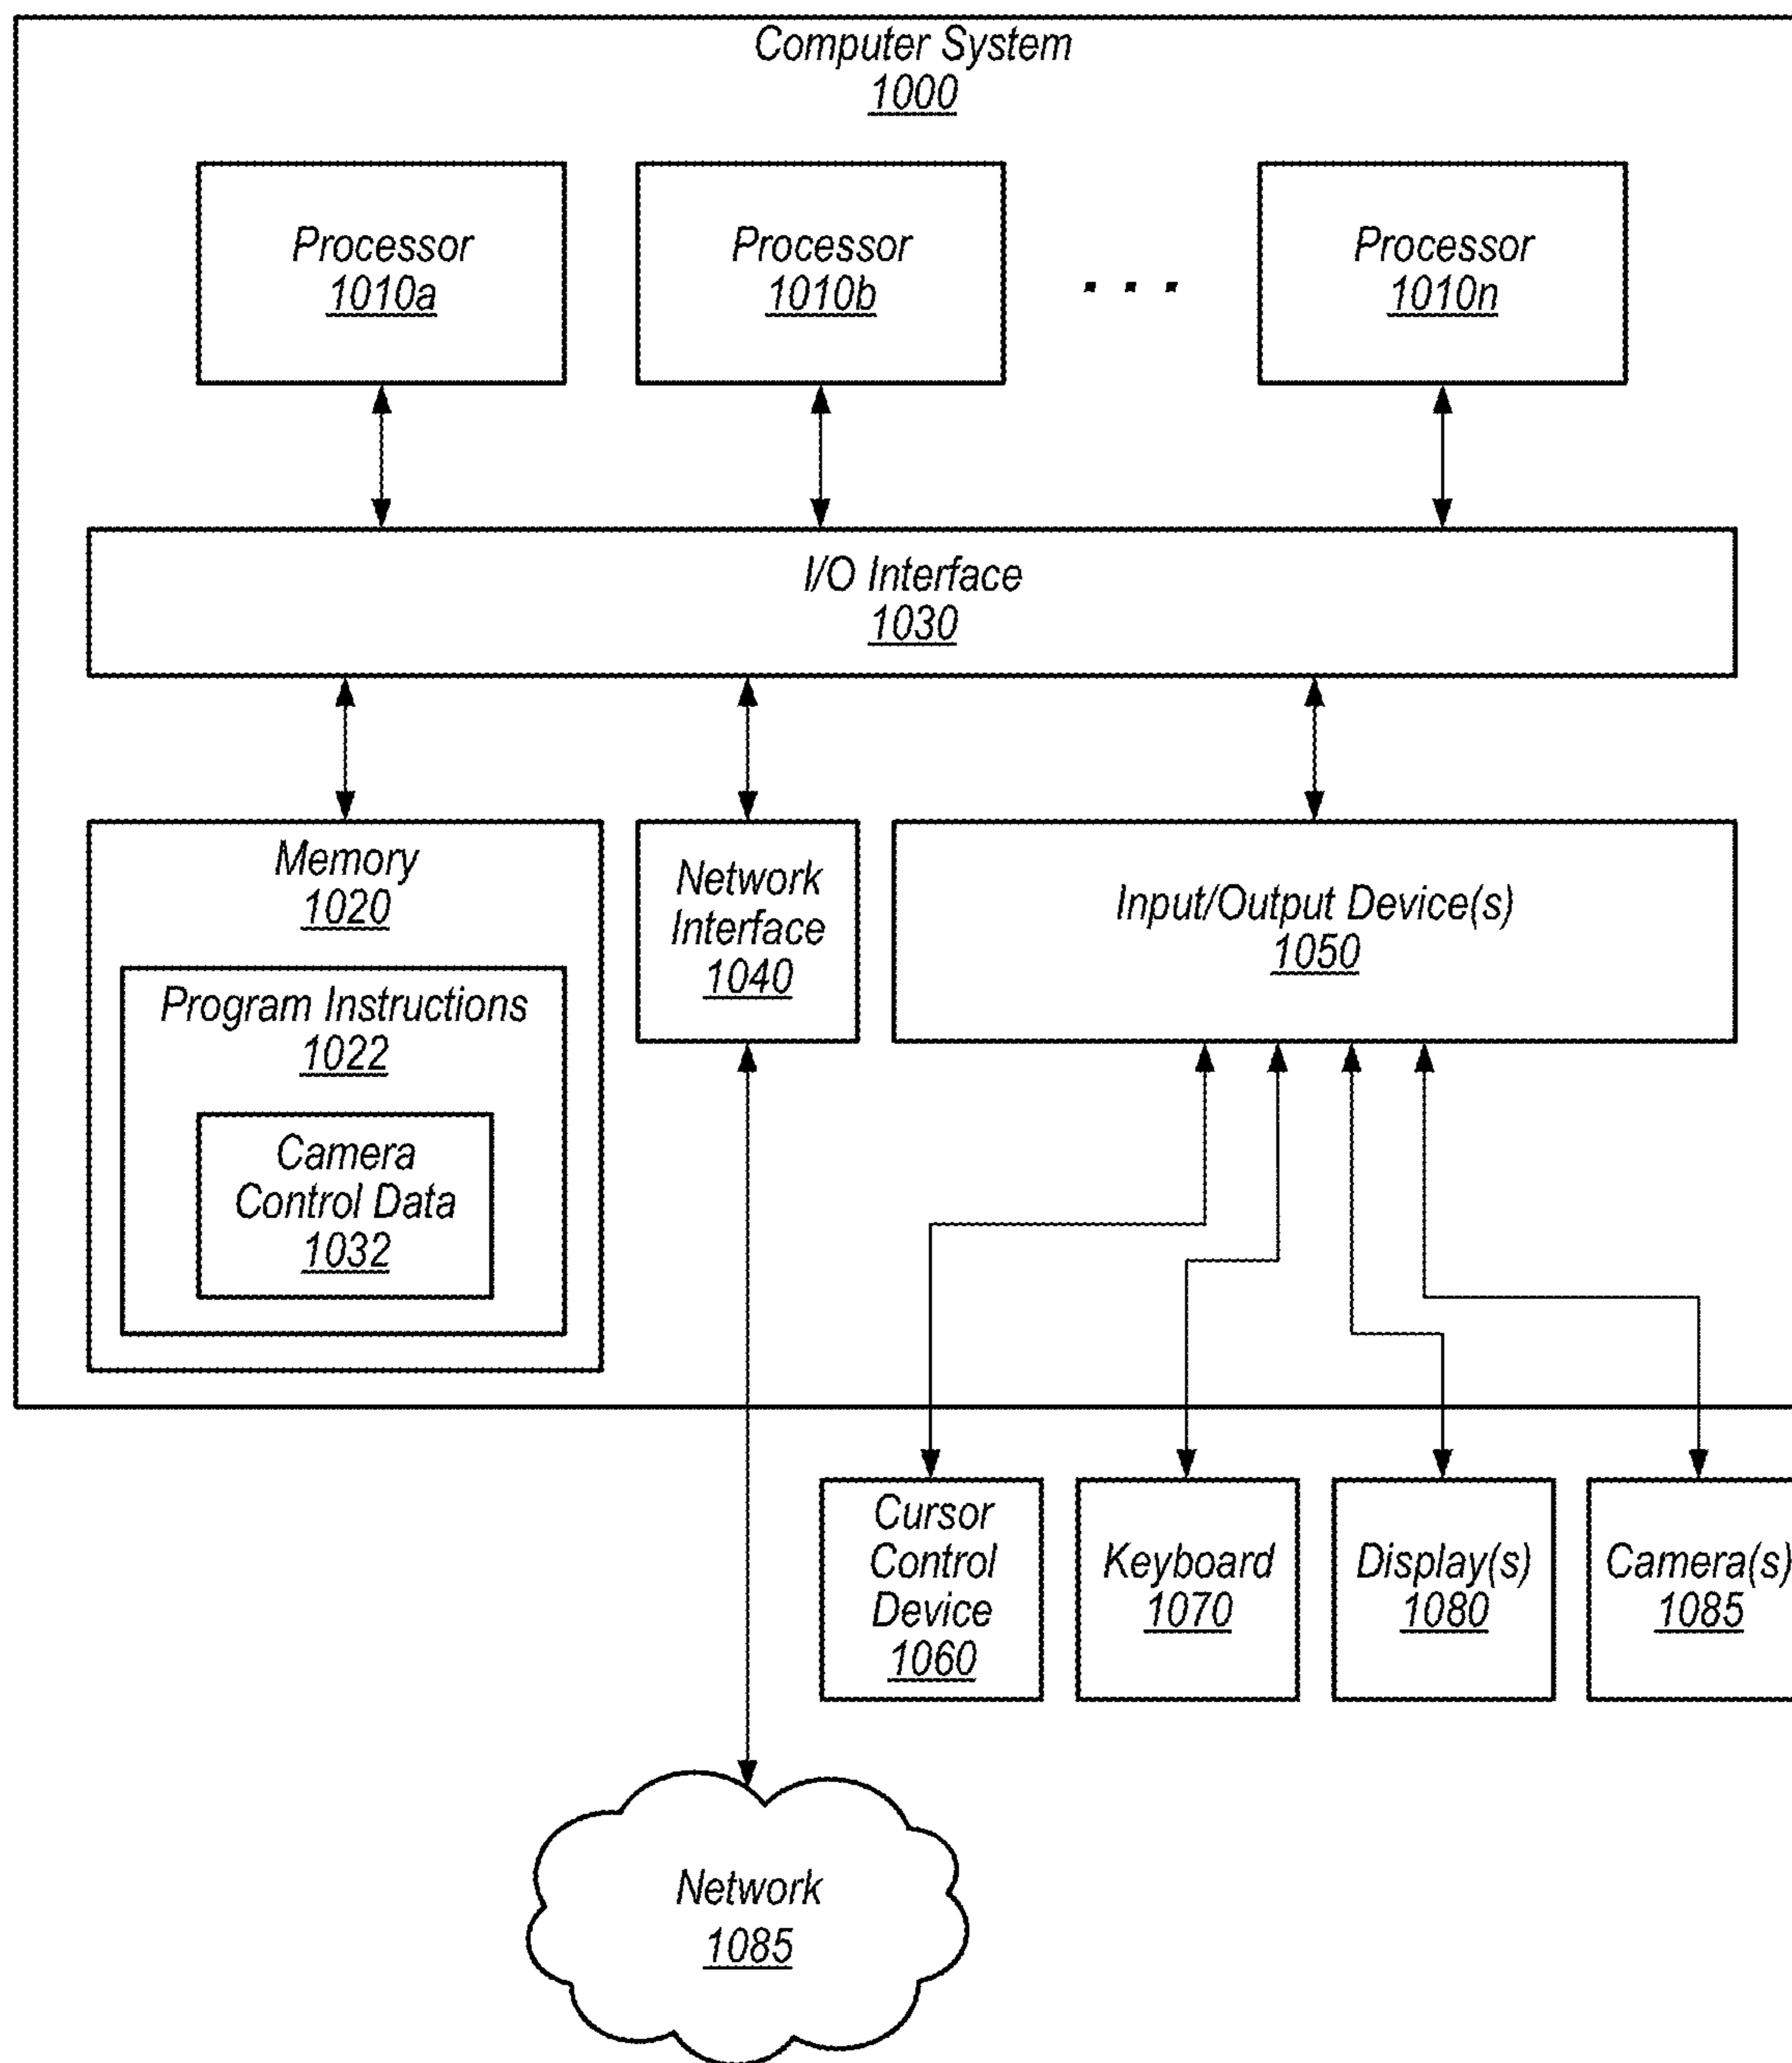 Computer System
1000
Processor
1010a
Processor
1010b
. . .
Processor
1010n
I/O Interface
1030
Memory
1020
Program Instructions
1022
Camera
Control Data
1032
Network
Interface
1040
Input/Output Device(s)
1050
Cursor
Control
Device
1060
Keyboard
1070
Display(s)
1080
Camera(s)
1085
Network
1085